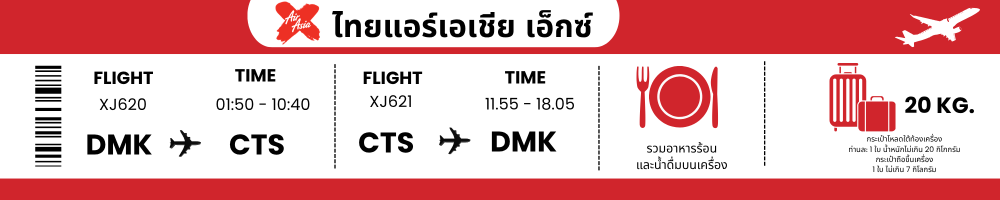 Air
Asia
ไทยแอร์เอเชีย เอ็กซ์
FLIGHT
TIME
XJ620
01:50 - 10:40
DMK
CTS
FLIGHT
TIME
XJ621
11.55 - 18.05
CTS
DMK
รวมอาหารร้อน
และน้ำดื่มบนเครื่อง
20 KG.
กระเป๋าโหลดใต้ท้องเครื่อง
ท่านละ 1 ใบ น้ำหนักไม่เกิน 20 กิโกกรัม
กระเป๋าถือขึ้นเครื่อง
1 ใบ ไม่เกิน 7 กิโลกรัม